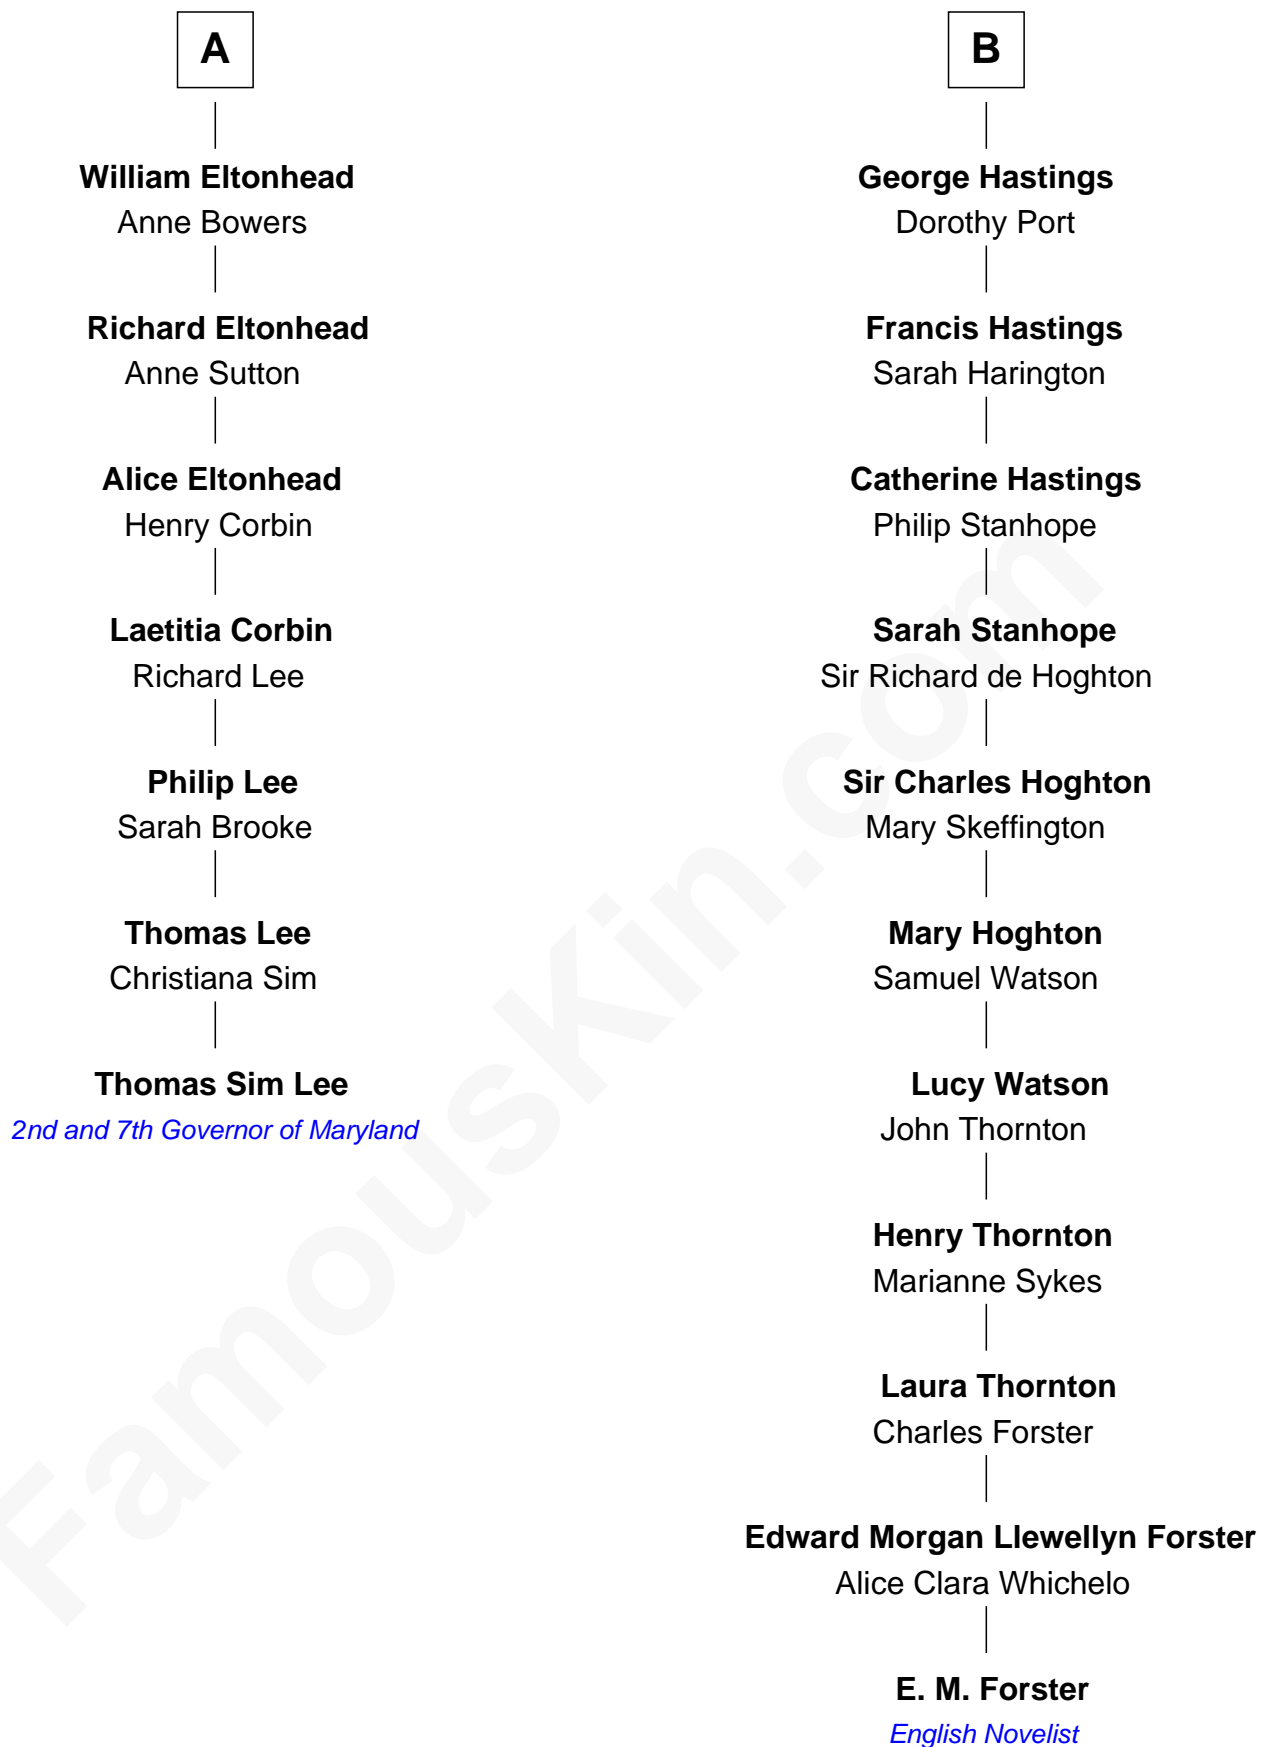 A
William Eltonhead
Anne Bowers
Richard Eltonhead
Anne Sutton
Alice Eltonhead
Henry Corbin
Laetitia Corbin
Richard Lee
Philip Lee
Sarah Brooke
Thomas Lee
Christiana Sim
Thomas Sim Lee
2nd and 7th Governor of Maryland
B
George Hastings
Dorothy Port
Francis Hastings
Sarah Harington
Catherine Hastings
Philip Stanhope
Sarah Stanhope
Sir Richard de Hoghton
Sir Charles Hoghton
Mary Skeffington
Mary Hoghton
Samuel Watson
Lucy Watson
John Thornton
Henry Thornton
Marianne Sykes
Laura Thornton
Charles Forster
Edward Morgan Llewellyn Forster
Alice Clara Whichelo
E. M. Forster
English Novelist
FamousKin.com